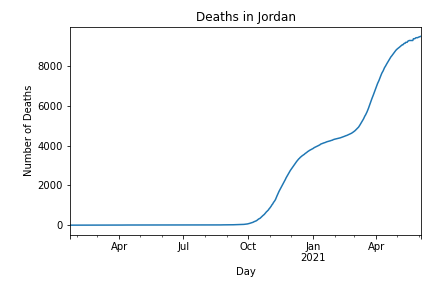 Deaths in Jordan
Number of Deaths
8000
6000
4000
2000
0
Apr
Jul
Oct
Jan
2021
Apr
Day